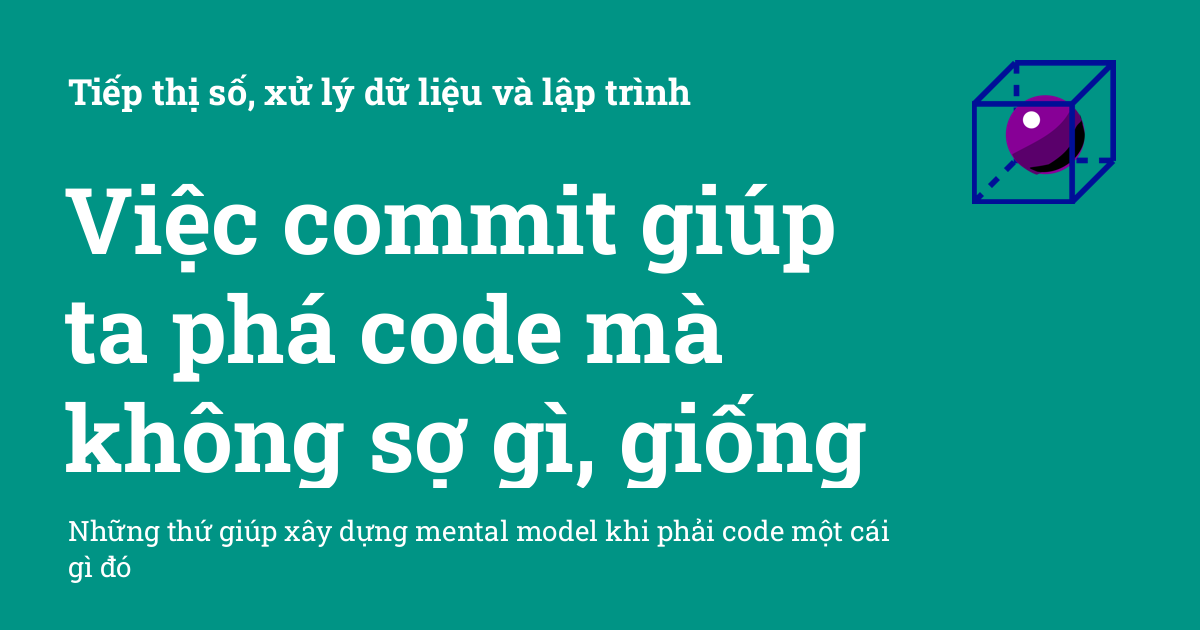 Tiếp thị số, xử lý dữ liệu và lập trình
Việc commit giúp
ta phá code mà
không sợ gì, giống
Những thứ giúp xây dựng mental model khi phải code một cái
gì đó